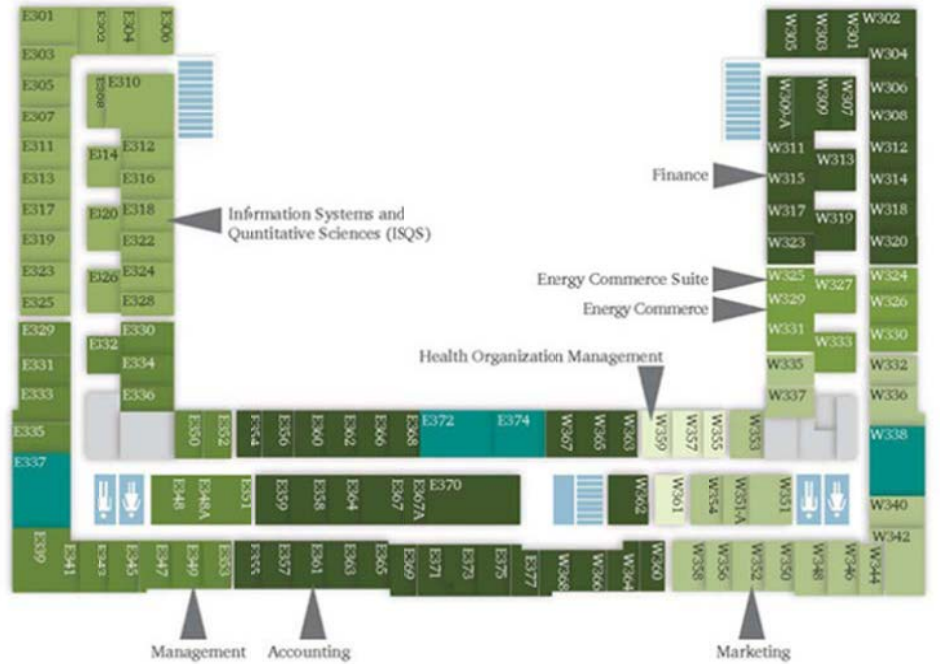 E301
E302
E304
E306
E303
E305
E308
E310
E307
E311
E314
E312
E313
E316
E317
E320
E318
E319
E322
E323
E326
E324
E325
E328
E329
E332
E330
E331
E334
E333
E336
E335
E337
E339
E341
E343
E345
E347
E349
E353
E350
E352
E354
E356
E360
E362
E366
E368
E372
E374
W367
W365
W363
W359
W357
W355
W353
E348
E348A
E351
E359
E358
E364
E367
E367A
E370
W362
W361
W354
W351-A
W351
E355
E357
E361
E363
E365
E369
E371
E373
E375
E377
W368
W366
W364
W360
W358
W356
W352
W350
W348
W346
W344
W342
W305
W303
W301
W302
W304
W309-A
W309
W307
W306
W308
W311
W313
W312
W315
W314
W317
W319
W318
W323
W320
W325
W327
W324
W329
W326
W331
W333
W330
W335
W332
W337
W336
W338
W340
Information Systems and
Quantitative Sciences (ISQS)
Finance
Energy Commerce Suite
Energy Commerce
Health Organization Management
Management
Accounting
Marketing